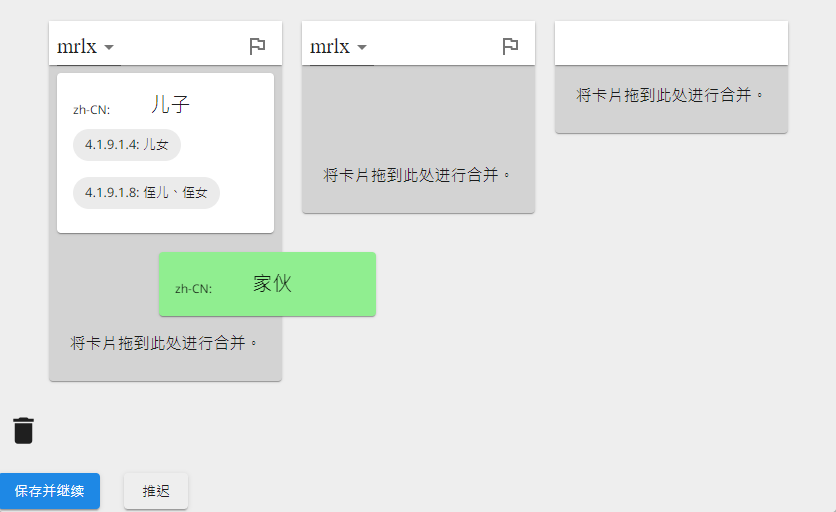 mrlx
zh-CN: 儿子
4.1.9.1.4: 儿女
4.1.9.1.8: 侄儿、侄女
将卡片拖到此处进行合并。
mrlx
将卡片拖到此处进行合并。
将卡片拖到此处进行合并。
zh-CN: 家伙
保存并继续
推迟